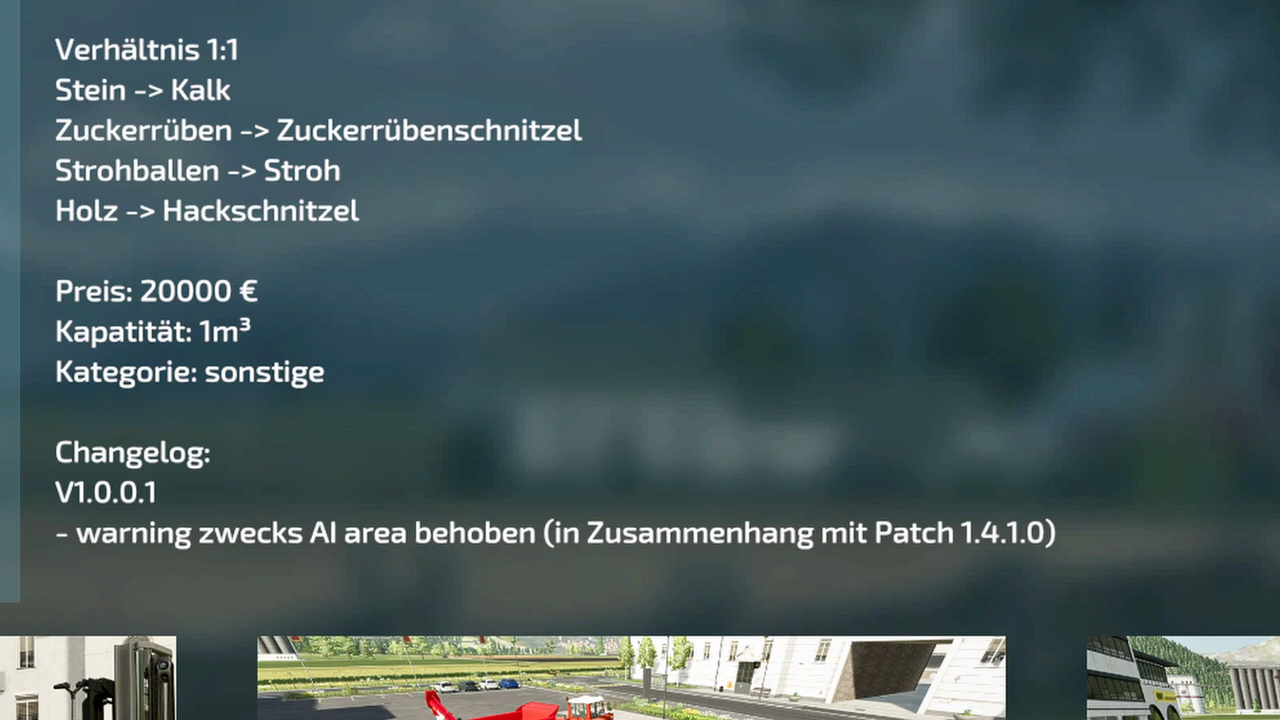 Verhältnis 1:1
Stein -> Kalk
Zuckerrüben -> Zuckerrübenschnitzel
Strohballen -> Stroh
Holz -> Hackschnitzel
Preis: 20000 €
Kapatität: 1m³
Kategorie: sonstige
Changelog:
V1.0.0.1
- warning zwecks AI area behoben (in Zusammenhang mit Patch 1.4.1.0)